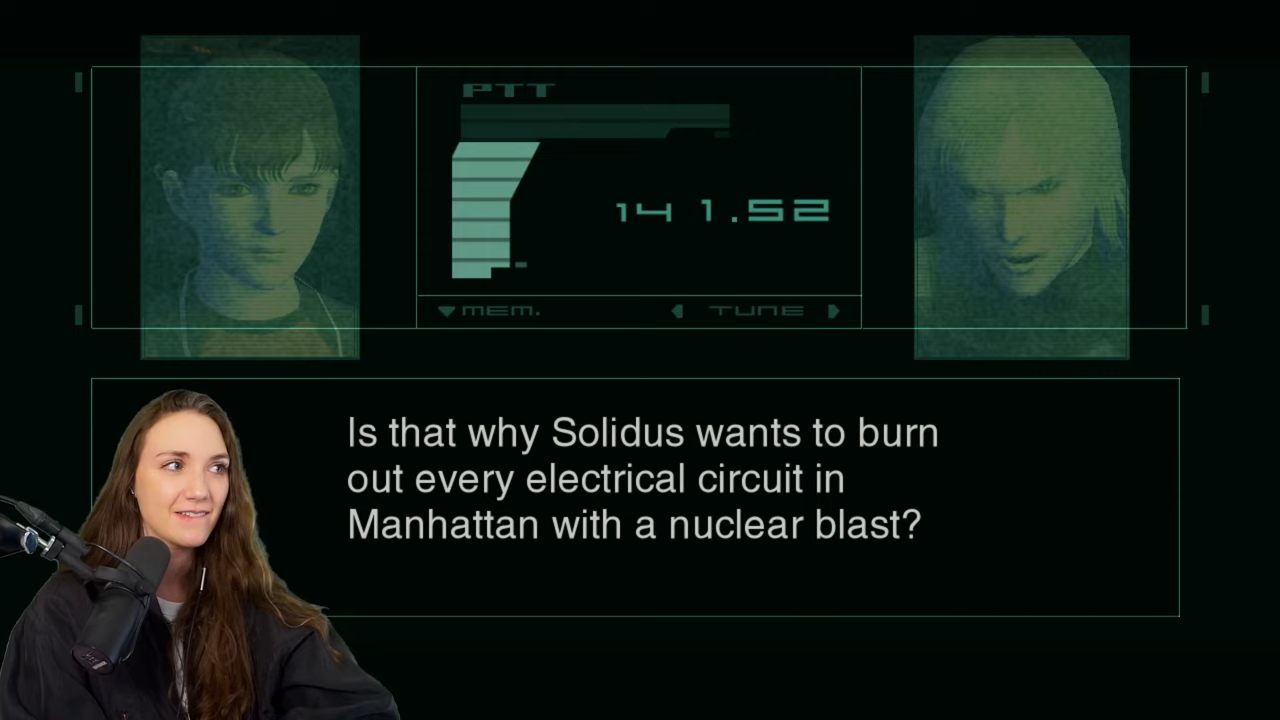 PTT
141.52
MEM.
TUNE
Is that why Solidus wants to burn
out every electrical circuit in
Manhattan with a nuclear blast?